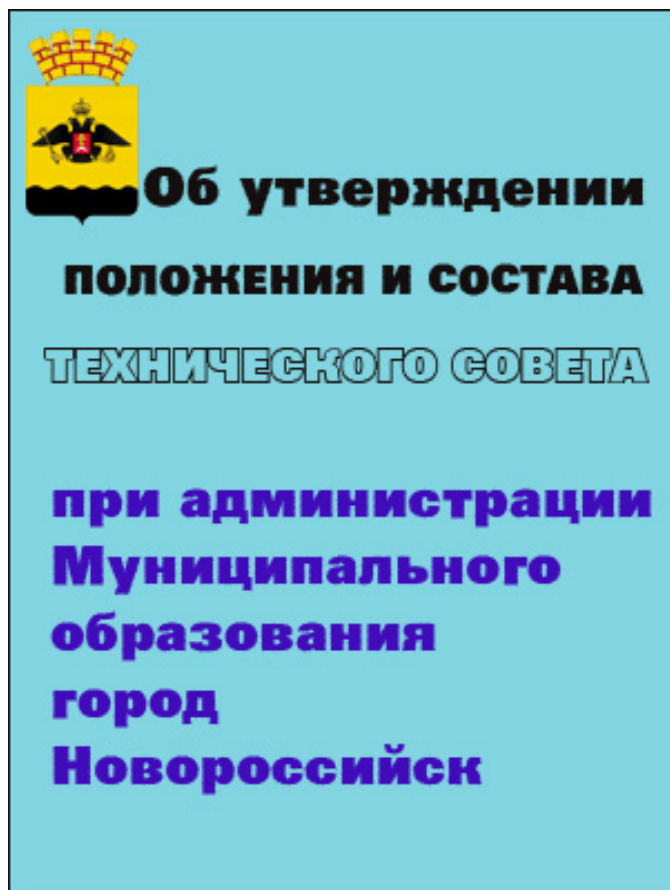 Об утверждении
ПОЛОЖЕНИЯ И СОСТАВА
ТЕХНИЧЕСКОГО СОВЕТА
при администрации
Муниципального
образования
город
Новороссийск